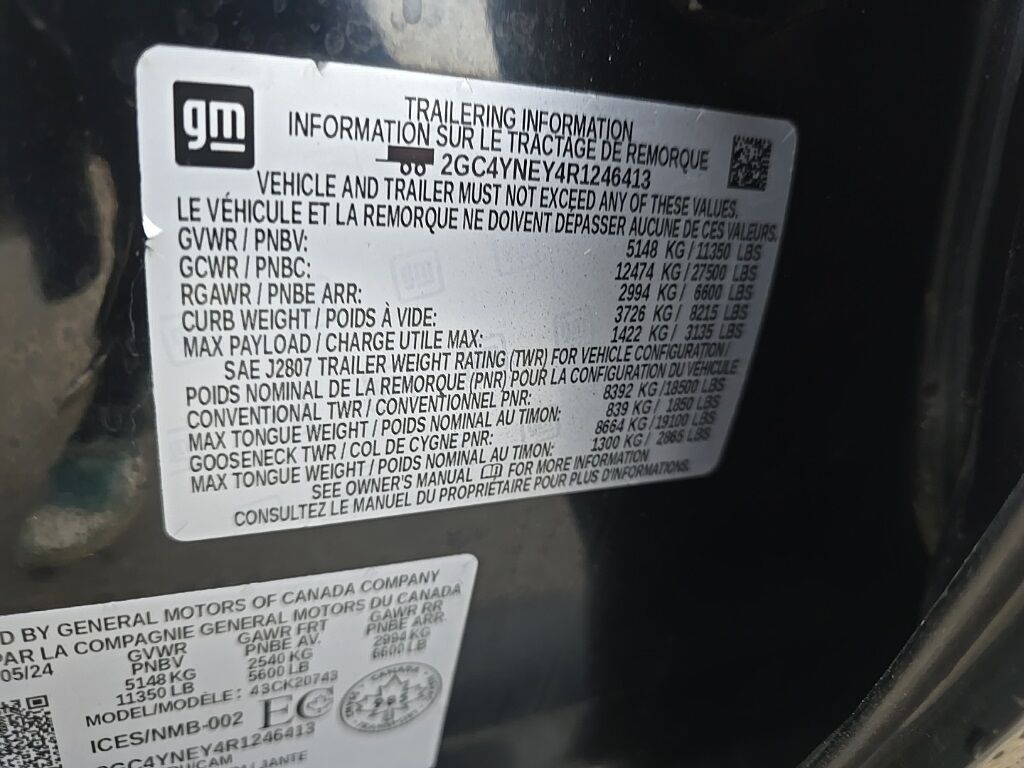 gm
TRAILERING INFORMATION
INFORMATION SUR LE TRACTAGE DE REMORQUE
2GC4YNEY4R1246413
VEHICLE AND TRAILER MUST NOT EXCEED ANY OF THESE VALUES.
LE VÉHICULE ET LA REMORQUE NE DOIVENT DÉPASSER AUCUNE DE CES VALEURS.
GVWR / PNBV: 5148 KG / 11350 LBS
GCWR / PNBC: 12474 KG / 27500 LBS
RGAWR / PNBE ARR: 2994 KG / 6600 LBS
CURB WEIGHT / POIDS À VIDE: 3726 KG / 8215 LBS
MAX PAYLOAD / CHARGE UTILE MAX: 1422 KG / 3135 LBS
SAE J2807 TRAILER WEIGHT RATING (TWR) FOR VEHICLE CONFIGURATION /
POIDS NOMINAL DE LA REMORQUE (PNR) POUR LA CONFIGURATION DU VÉHICULE
CONVENTIONAL TWR / CONVENTIONNEL PNR: 8392 KG / 18500 LBS
MAX TONGUE WEIGHT / POIDS NOMINAL AU TIMON: 839 KG / 1850 LBS
GOOSENECK TWR / COL DE CYGNE PNR: 8664 KG / 19100 LBS
MAX TONGUE WEIGHT / POIDS NOMINAL AU TIMON: 1300 KG / 2865 LBS
SEE OWNER'S MANUAL FOR MORE INFORMATION
CONSULTEZ LE MANUEL DU PROPRIÉTAIRE POUR PLUS D'INFORMATIONS.
D BY GENERAL MOTORS OF CANADA COMPANY
PAR LA COMPAGNIE GENERAL MOTORS DU CANADA
05/24 GVWR GAWR FRT GAWR RR
PNBV PNBE AV. PNBE ARR.
5148 KG 2540 KG 2994 KG
11350 LB 5600 LB 6600 LB
MODEL/MODÈLE: 43CK20743
ICES/NMB-002 EC
CANADA
2GC4YNEY4R1246413